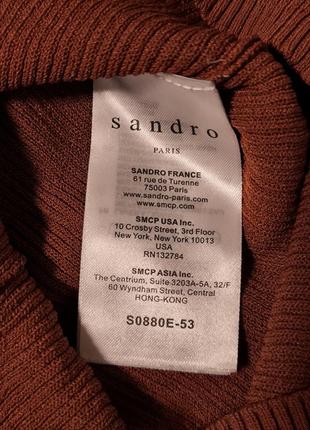 sandro
PARIS
SANDRO FRANCE
61 rue de Turenne
75003 Paris
www.sandro-paris.com
www.smcp.com
SMCP USA Inc.
10 Crosby Street, 3rd Floor
New York, New York 10013
USA
RN132784
SMCP ASIA Inc.
The Centrium, Suite 3203A-5A, 32/F
60 Wyndham Street, Central
HONG-KONG
S0880E-53